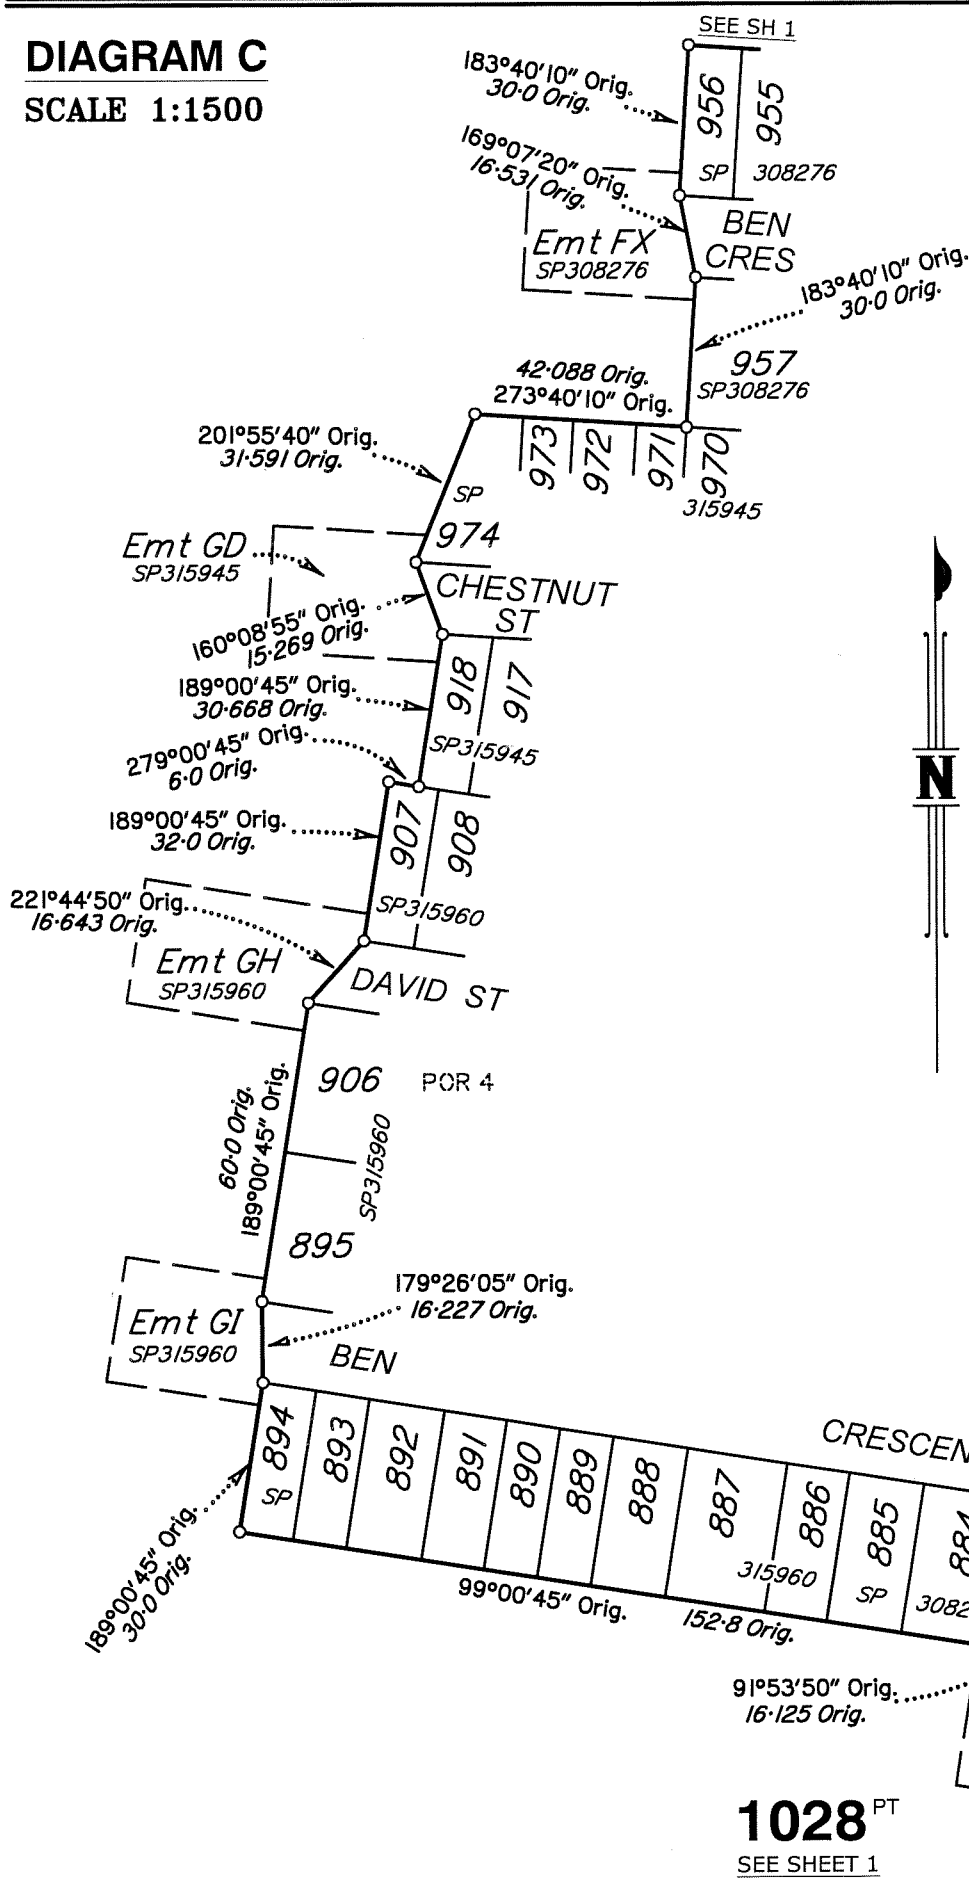 SEE SH 1
DIAGRAM C
SCALE 1:1500
183°40'10" Orig.
30·0 Orig.
956
955
SP 308276
169°07'20" Orig.
16·531 Orig.
BEN
CRES
Emt FX
SP308276
183°40'10" Orig.
30·0 Orig.
957
SP308276
42·088 Orig.
273°40'10" Orig.
973
972
971
970
315945
201°55'40" Orig.
31·591 Orig.
SP
974
Emt GD
SP315945
CHESTNUT
ST
160°08'55" Orig.
15·269 Orig.
918
917
189°00'45" Orig.
30·668 Orig.
SP315945
279°00'45" Orig.
6·0 Orig.
N
189°00'45" Orig.
32·0 Orig.
907
908
SP315960
221°44'50" Orig.
16·643 Orig.
Emt GH
SP315960
DAVID ST
906
POR 4
60·0 Orig.
189°00'45" Orig.
SP315960
895
179°26'05" Orig.
16·227 Orig.
Emt GI
SP315960
BEN
CRESCEN
894
893
892
891
890
889
888
887
886
885
884
SP
315960
SP
3082
189°00'45" Orig.
30·0 Orig.
99°00'45" Orig.
152·8 Orig.
91°53'50" Orig.
16·125 Orig.
1028 PT
SEE SHEET 1